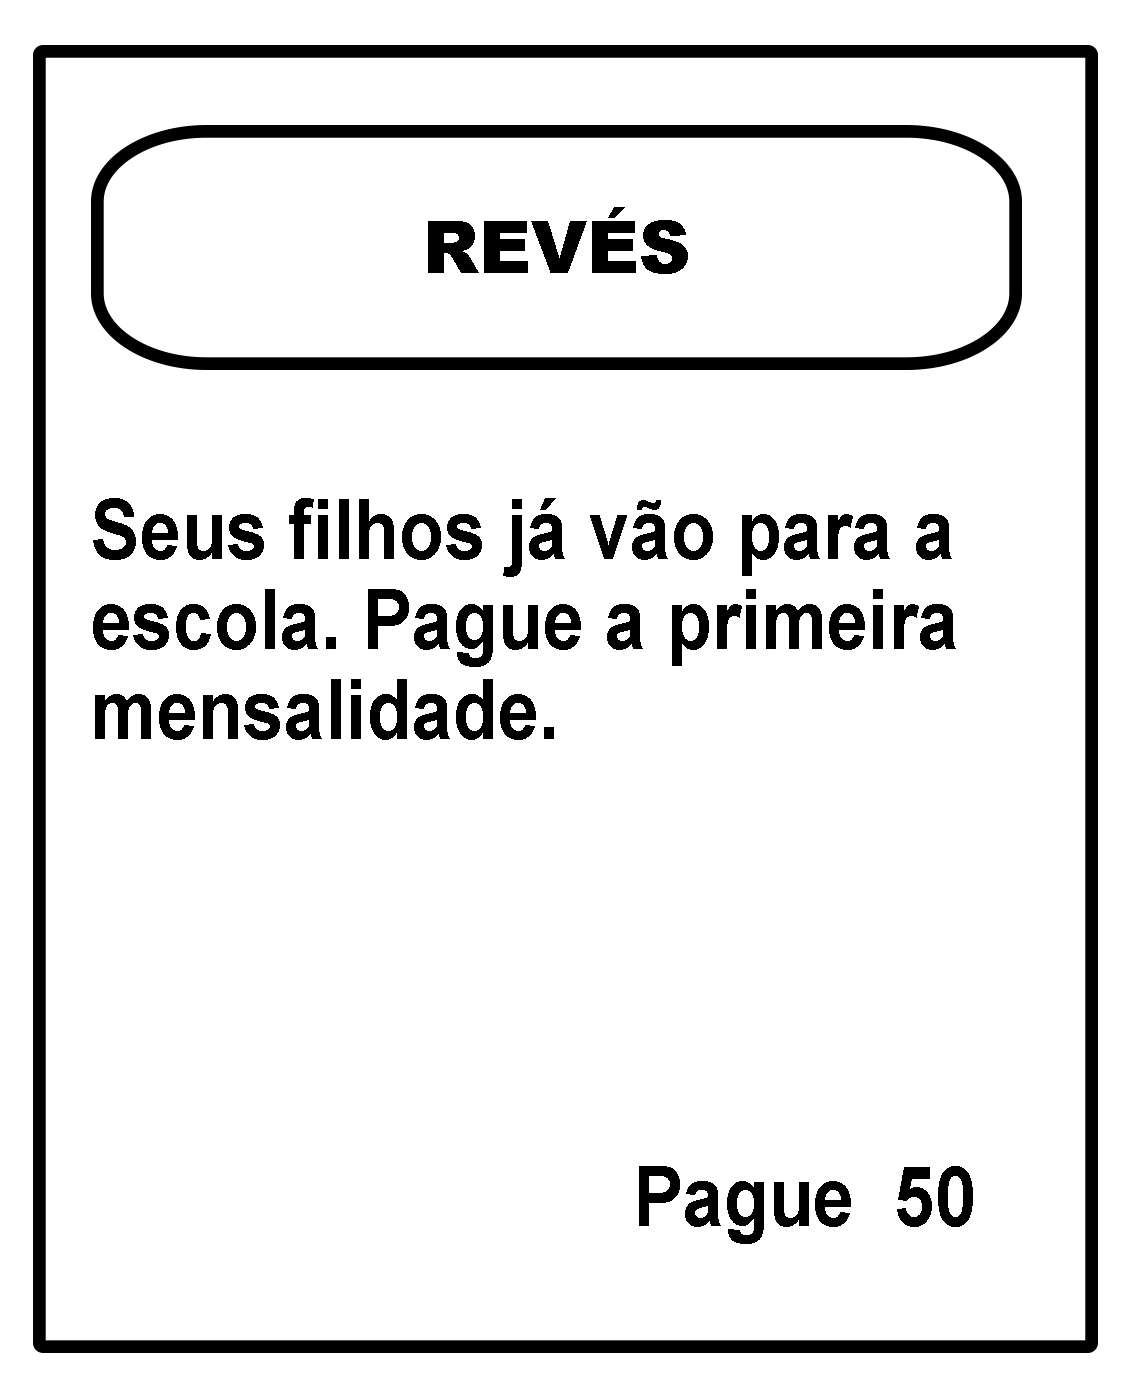 REVÉS
Seus filhos já vão para a
escola. Pague a primeira
mensalidade.
Pague  50